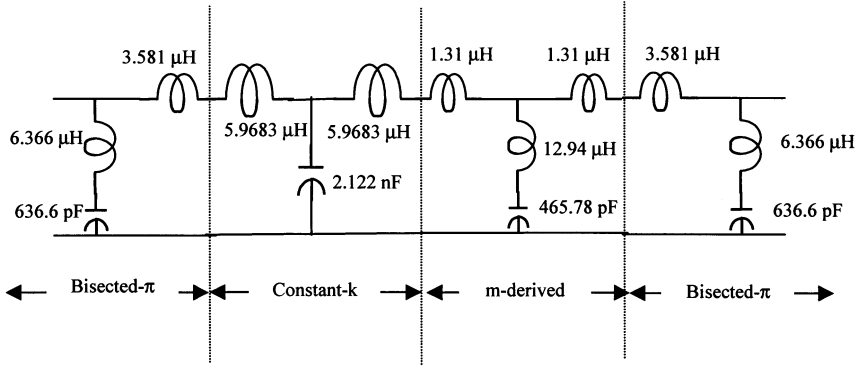 3.581 μH
1.31 μH
1.31 μH
3.581 μH
6.366 μH
5.9683 μH
5.9683 μH
12.94 μH
6.366 μH
2.122 nF
636.6 pF
465.78 pF
636.6 pF
Bisected-π
Constant-k
m-derived
Bisected-π